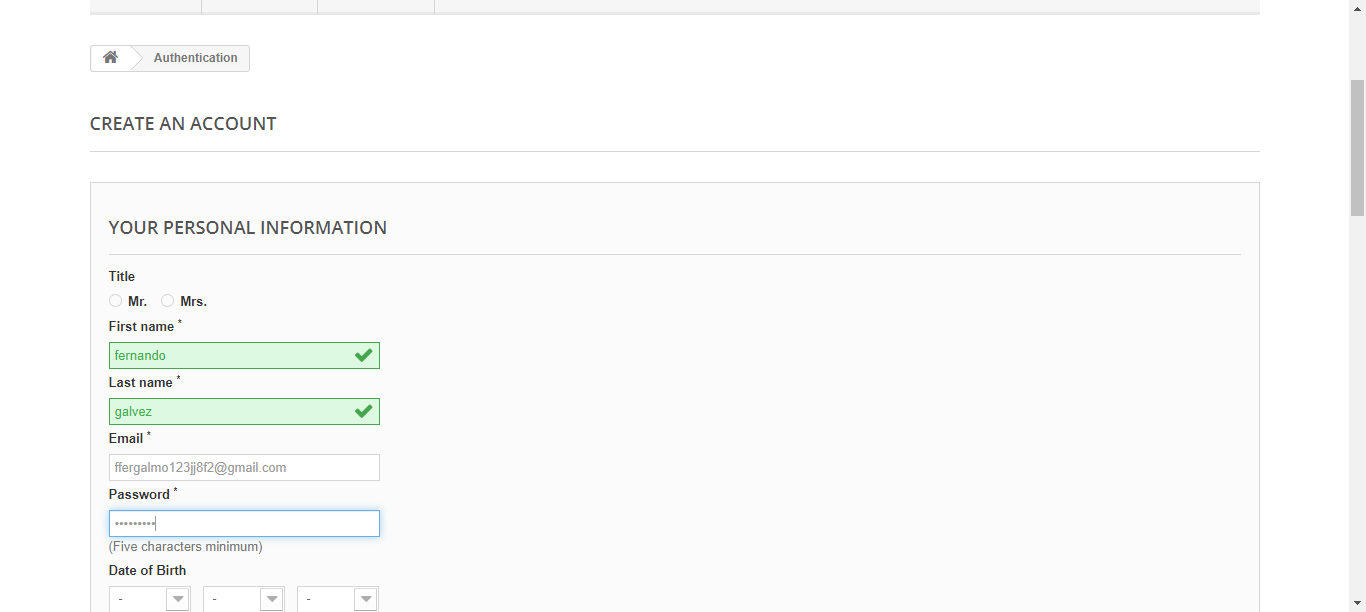 Authentication
CREATE AN ACCOUNT
YOUR PERSONAL INFORMATION
Title
Mr. Mrs.
First name *
fernando
Last name *
galvez
Email *
ffergalmo123jj8f2@gmail.com
Password *
•••••••••
(Five characters minimum)
Date of Birth
- - -